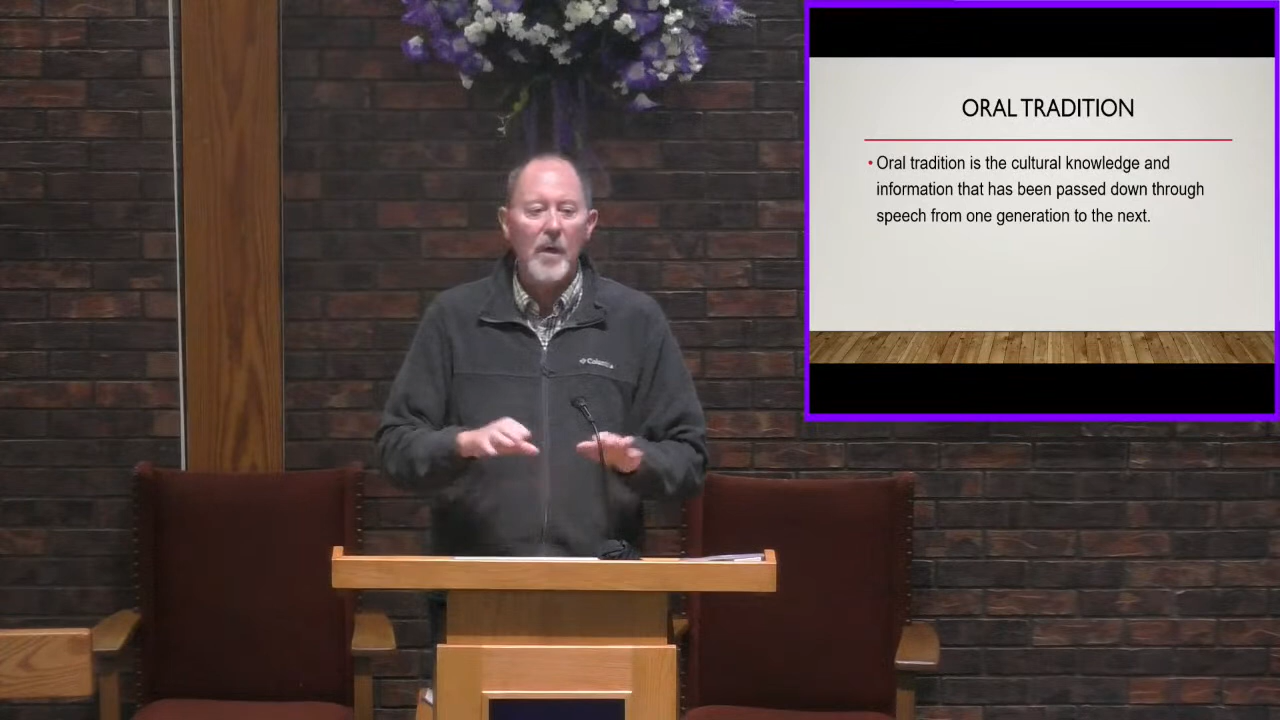 ORAL TRADITION
• Oral tradition is the cultural knowledge and
information that has been passed down through
speech from one generation to the next.
Columbia